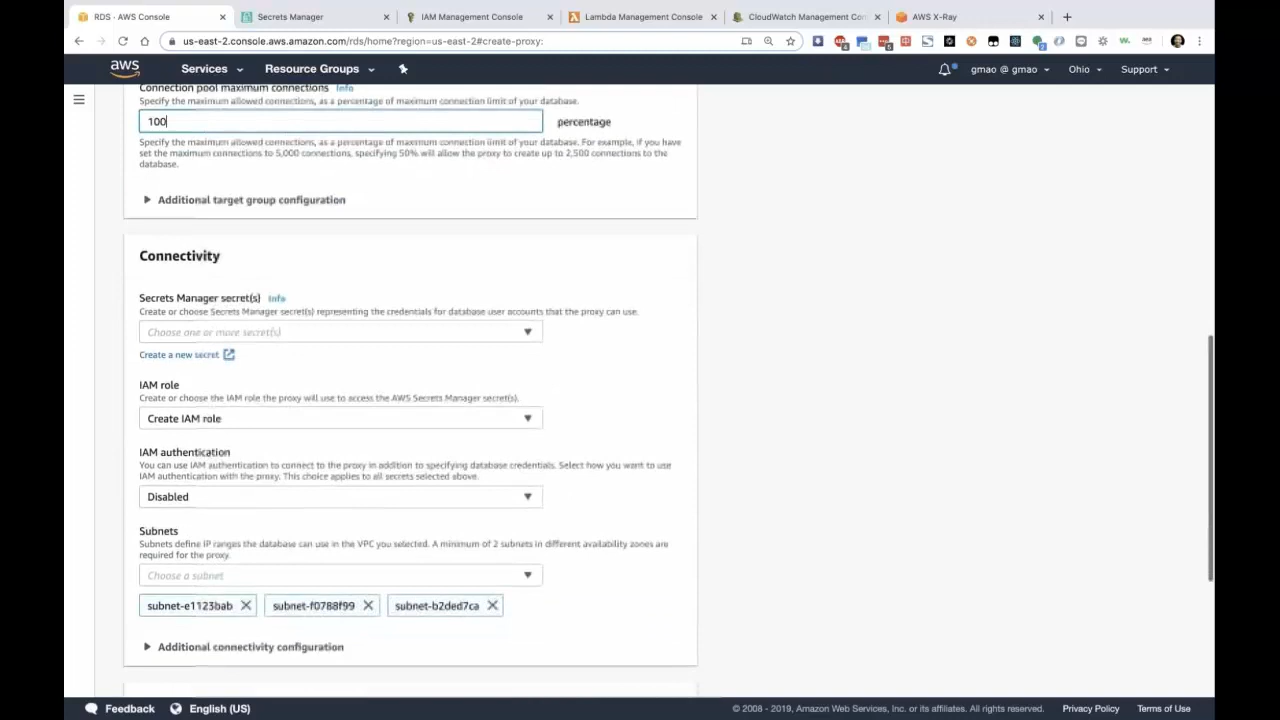 RDS · AWS Console
Secrets Manager
IAM Management Console
Lambda Management Console
CloudWatch Management Con
AWS X-Ray
us-east-2.console.aws.amazon.com/rds/home?region=us-east-2#create-proxy:
aws
Services
Resource Groups
gmao @ gmao
Ohio
Support
Connection pool maximum connections Info
Specify the maximum allowed connections, as a percentage of maximum connection limit of your database.
100
percentage
Specify the maximum allowed connections, as a percentage of maximum connection limit of your database. For example, if you have
set the maximum connections to 5,000 connections, specifying 50% will allow the proxy to create up to 2,500 connections to the
database.
Additional target group configuration
Connectivity
Secrets Manager secret(s) Info
Create or choose Secrets Manager secret(s) representing the credentials for database user accounts that the proxy can use.
Choose one or more secret(s)
Create a new secret
IAM role
Create or choose the IAM role the proxy will use to access the AWS Secrets Manager secret(s).
Create IAM role
IAM authentication
You can use IAM authentication to connect to the proxy in addition to specifying database credentials. Select how you want to use
IAM authentication with the proxy. This choice applies to all secrets selected above.
Disabled
Subnets
Subnets define IP ranges the database can use in the VPC you selected. A minimum of 2 subnets in different availability zones are
required for the proxy.
Choose a subnet
subnet-e1123bab
subnet-f0788f99
subnet-b2ded7ca
Additional connectivity configuration
Feedback
English (US)
© 2008 - 2019, Amazon Web Services, Inc. or its affiliates. All rights reserved.
Privacy Policy
Terms of Use